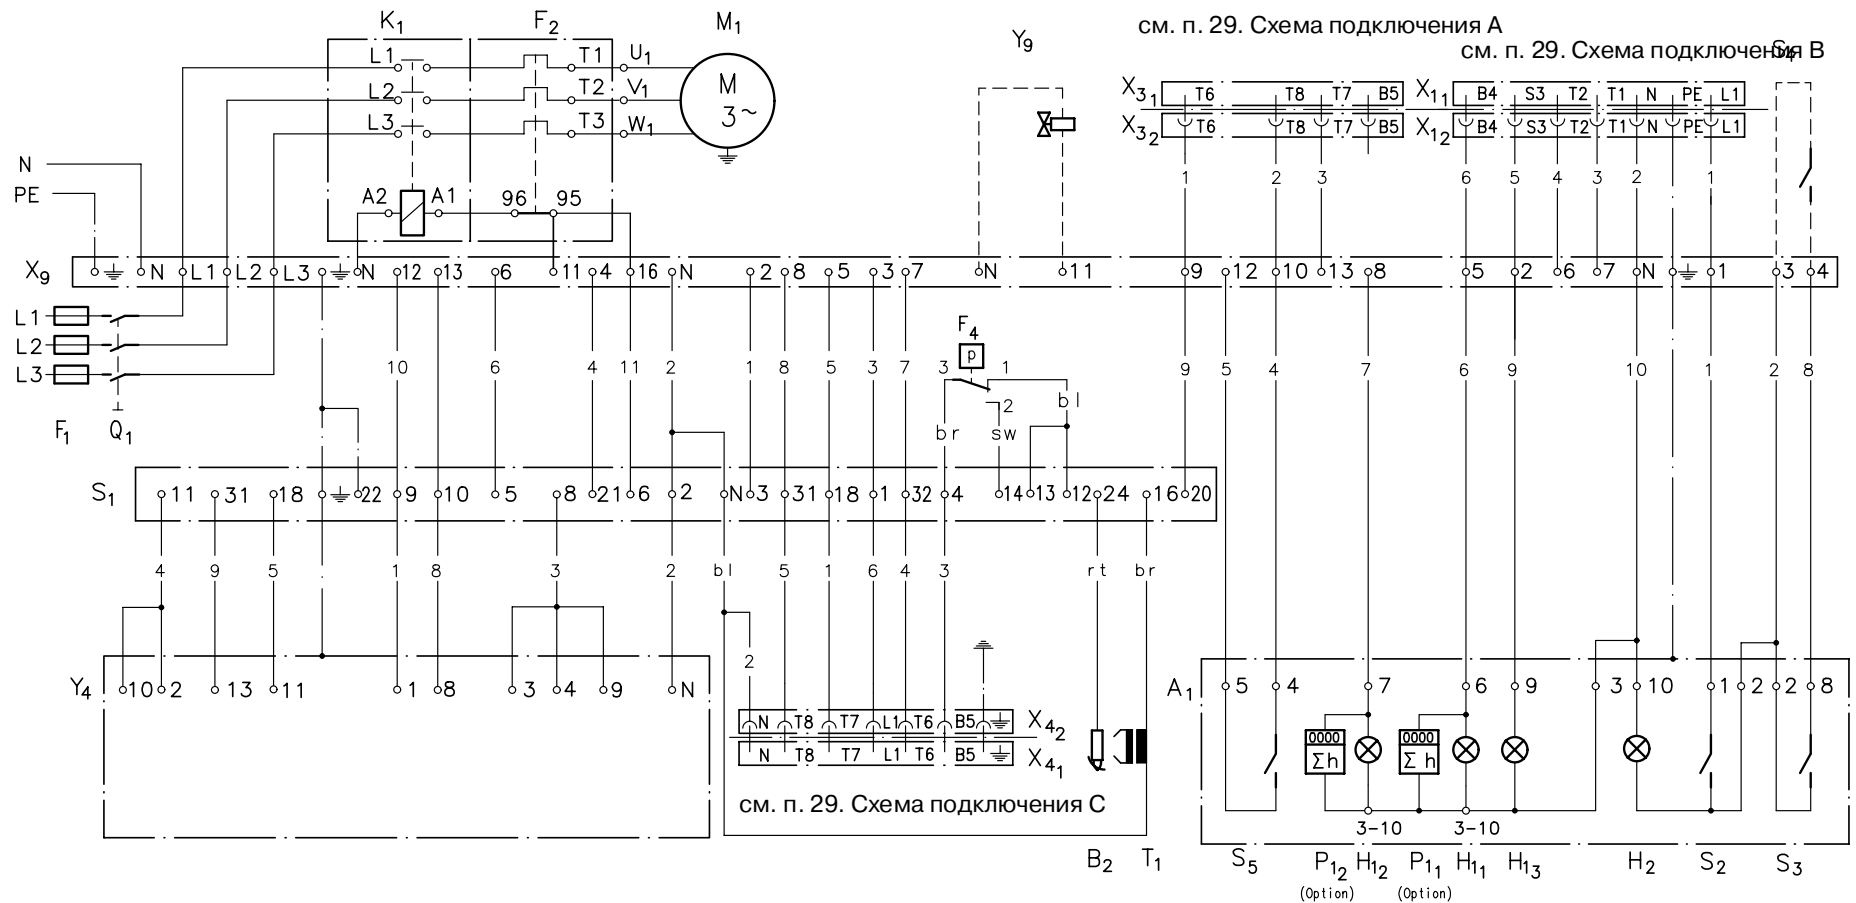 см. п. 29. Схема подключения A
K1 F2 M1 Y9
см. п. 29. Схема подключения B
S4
L1 T1 U1
L2 T2 V1
L3 T3 W1
M
3~
X31 T6 T8 T7 B5 X11 B4 S3 T2 T1 N PE L1
X32 T6 T8 T7 B5 X12 B4 S3 T2 T1 N PE L1
N
PE
1 2 3 6 5 4 3 2 1
A2 A1 96 95
X9 N L1 L2 L3 N 12 13 6 11 4 16 N 2 8 5 3 7 N 11 9 12 10 13 8 5 2 6 7 N 1 3 4
L1
L2
L3
F4
p
10 6 4 11 2 1 8 5 3 7 3 1 9 5 4 7 6 9 10 1 2 8
2 bl
F1 Q1
br sw
S1 11 31 18 22 9 10 5 8 21 6 2 N 3 31 18 1 32 4 14 13 12 24 16 20
4 9 5 1 8 3 2 bl 5 1 6 4 3 rt br
2
Y4 10 2 13 11 1 8 3 4 9 N
A1 5 4 7 6 9 3 10 1 2 2 8
N T8 T7 L1 T6 B5 X42
N T8 T7 L1 T6 B5 X41
0000 0000
Σh Σh
см. п. 29. Схема подключения C
3-10 3-10
B2 T1 S5 P12 H12 P11 H11 H13 H2 S2 S3
(Option) (Option)